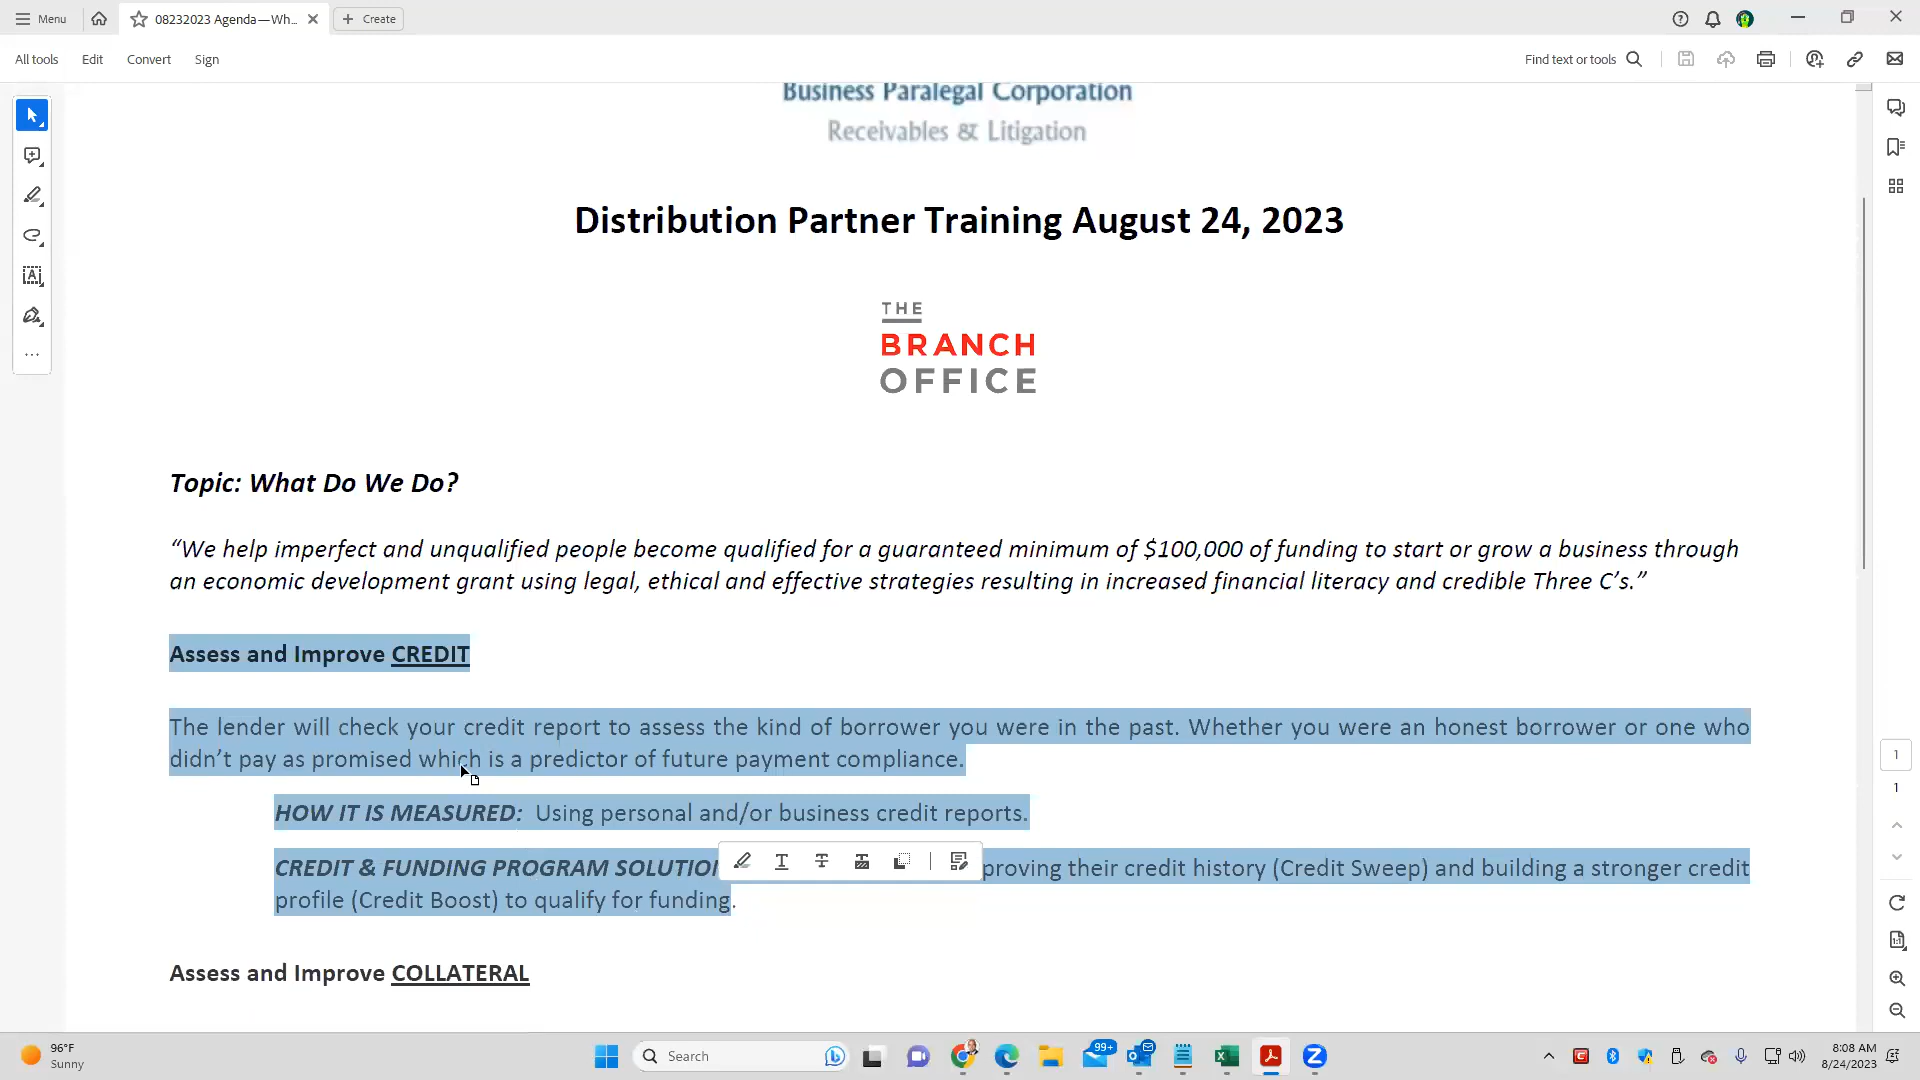 Menu
08232023 Agenda—Wh...
Create
All tools
Edit
Convert
Sign
Find text or tools
Business Paralegal Corporation
Receivables & Litigation
Distribution Partner Training August 24, 2023
THE
BRANCH
OFFICE
Topic: What Do We Do?
“We help imperfect and unqualified people become qualified for a guaranteed minimum of $100,000 of funding to start or grow a business through
an economic development grant using legal, ethical and effective strategies resulting in increased financial literacy and credible Three C’s.”
Assess and Improve CREDIT
The lender will check your credit report to assess the kind of borrower you were in the past. Whether you were an honest borrower or one who
didn’t pay as promised which is a predictor of future payment compliance.
HOW IT IS MEASURED: Using personal and/or business credit reports.
CREDIT & FUNDING PROGRAM SOLUTION proving their credit history (Credit Sweep) and building a stronger credit
profile (Credit Boost) to qualify for funding.
Assess and Improve COLLATERAL
1
1
96°F
Sunny
Search
99+
8:08 AM
8/24/2023